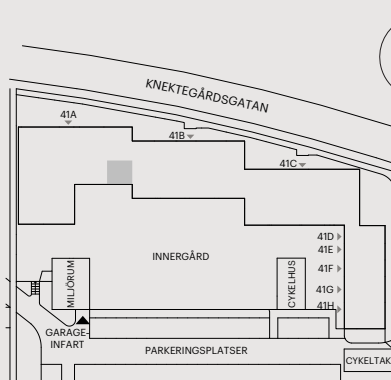 KNEKTEGÅRDSGATAN
41A
41B
41C
41D
41E
41F
41G
41H
INNERGÅRD
MILJÖRUM
CYKELHUS
GARAGE-
INFART
PARKERINGSPLATSER
CYKELTAK